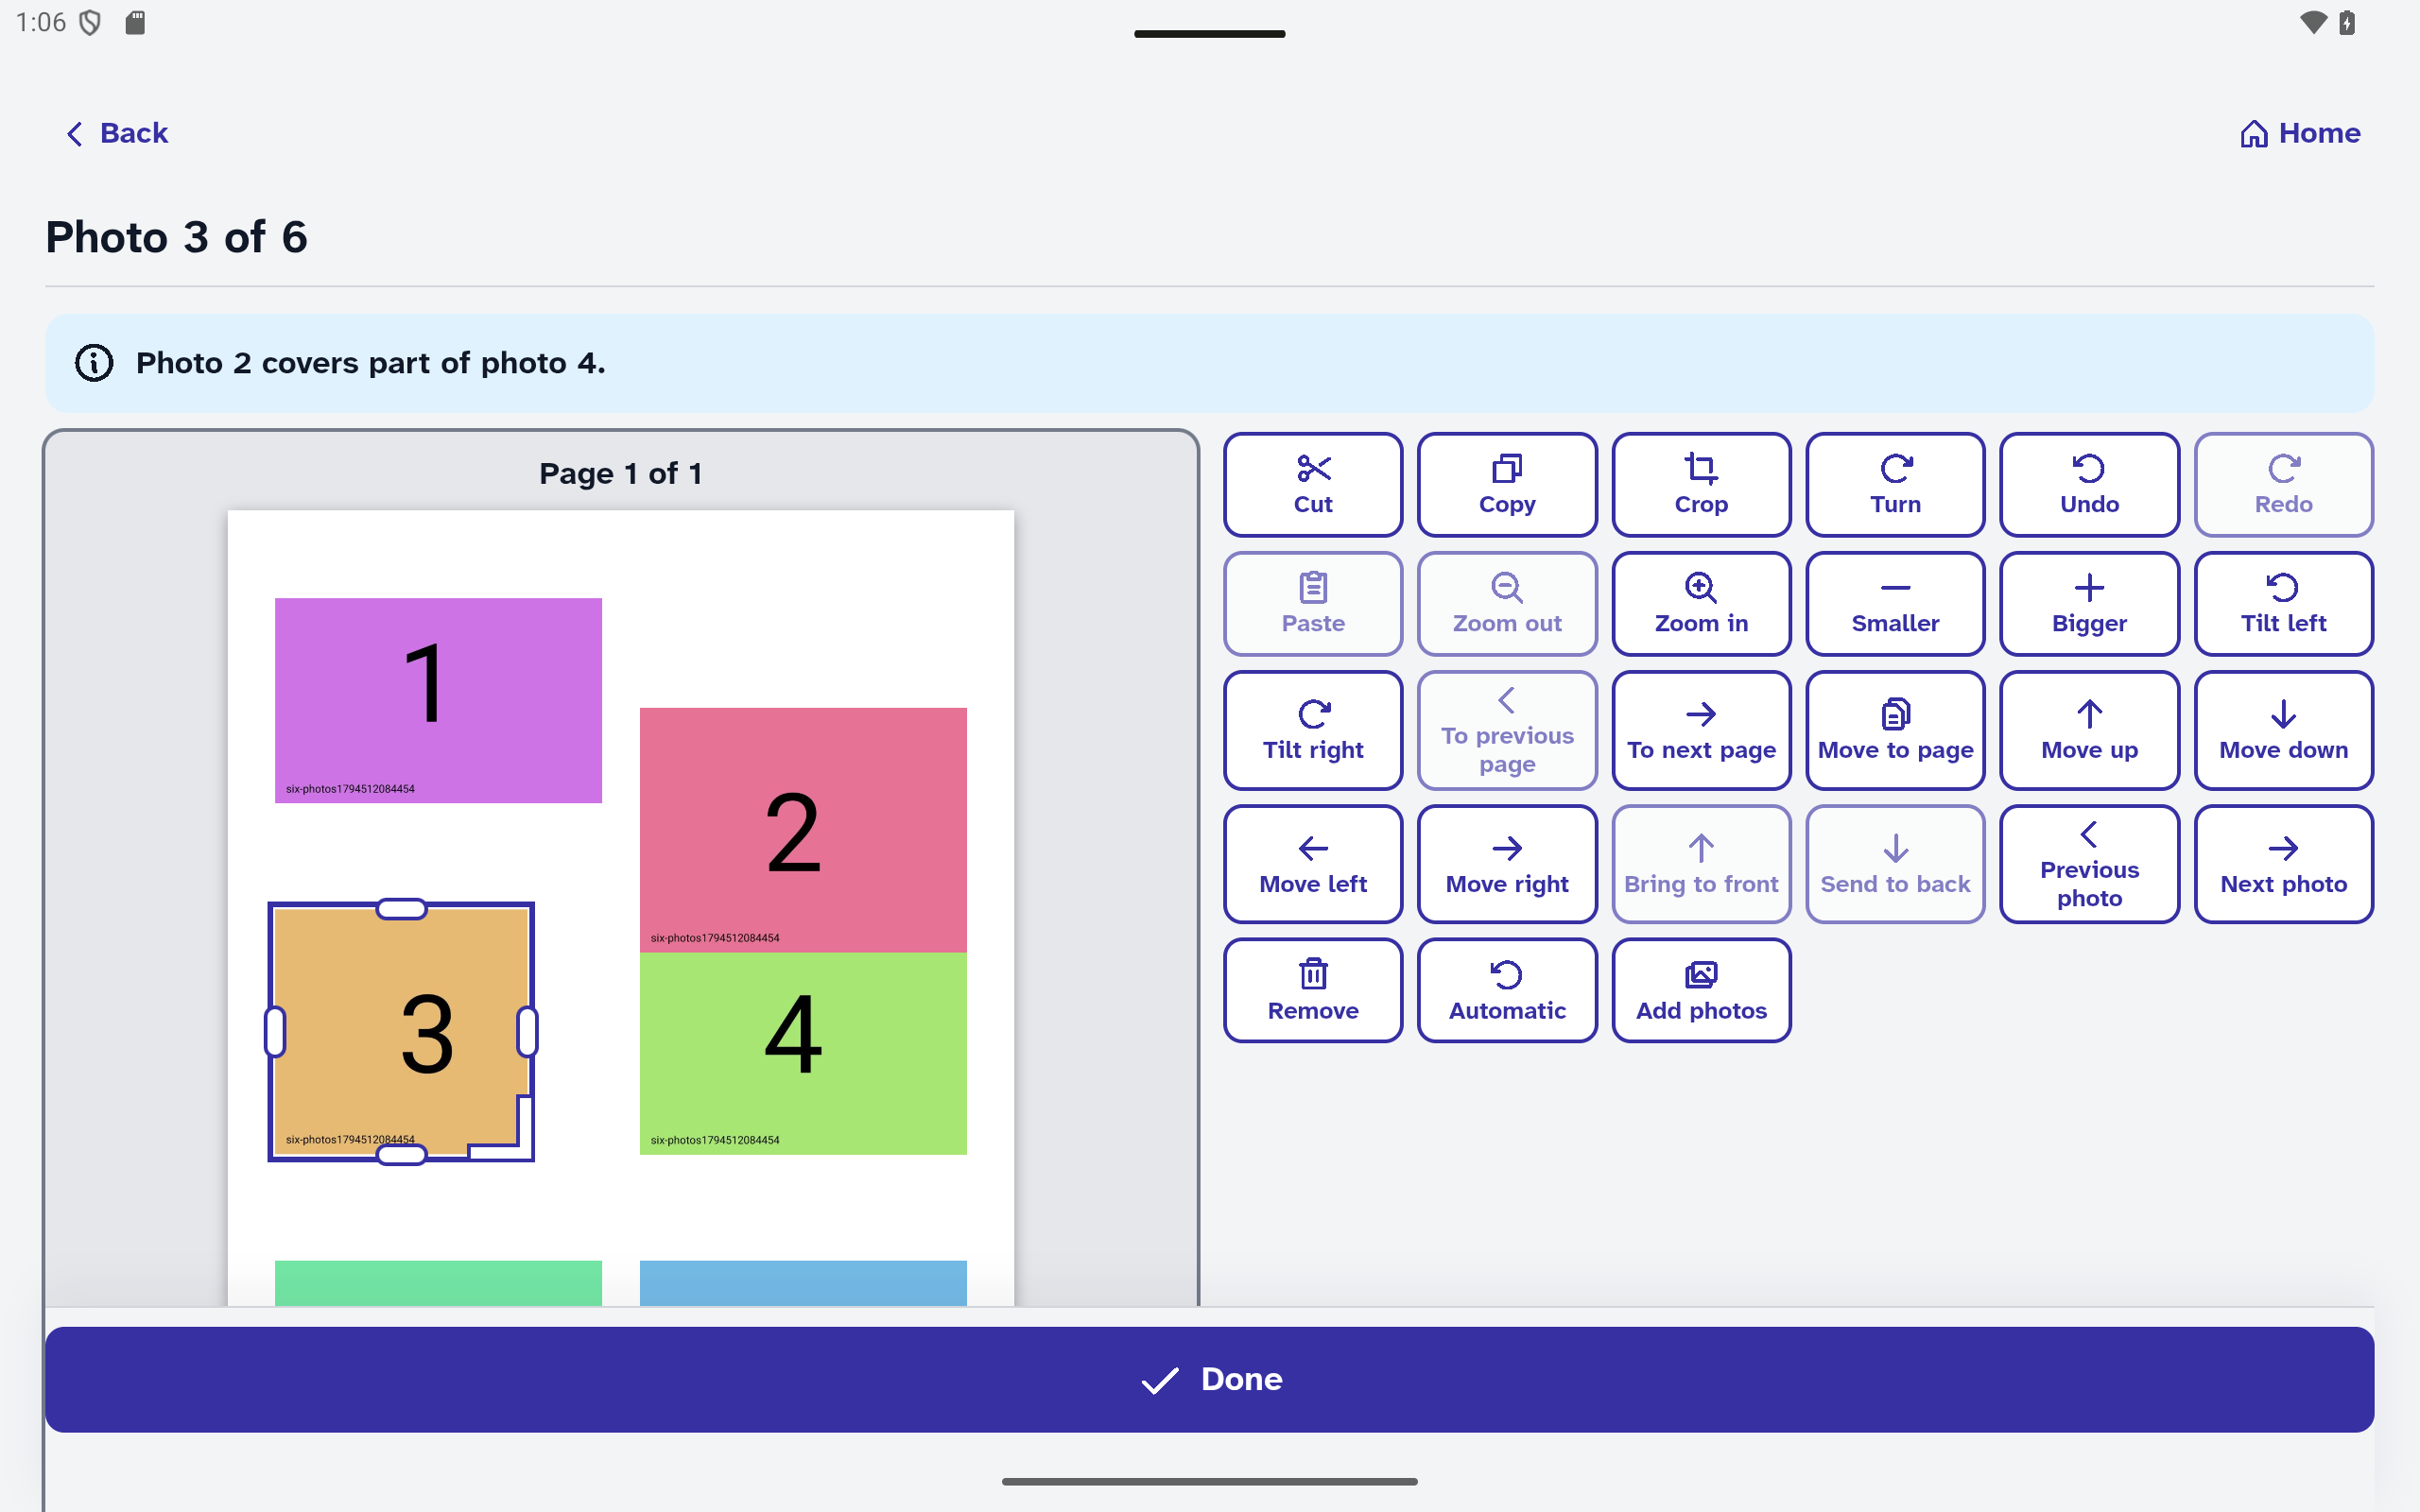 1:06
Back
Home
Photo 3 of 6
Photo 2 covers part of photo 4.
Page 1 of 1
1
six-photos1794512084454
2
six-photos1794512084454
3
six-photos1794512084454
4
six-photos1794512084454
Cut
Copy
Crop
Turn
Undo
Redo
Paste
Zoom out
Zoom in
Smaller
Bigger
Tilt left
Tilt right
To previous
page
To next page
Move to page
Move up
Move down
Move left
Move right
Bring to front
Send to back
Previous
photo
Next photo
Remove
Automatic
Add photos
Done